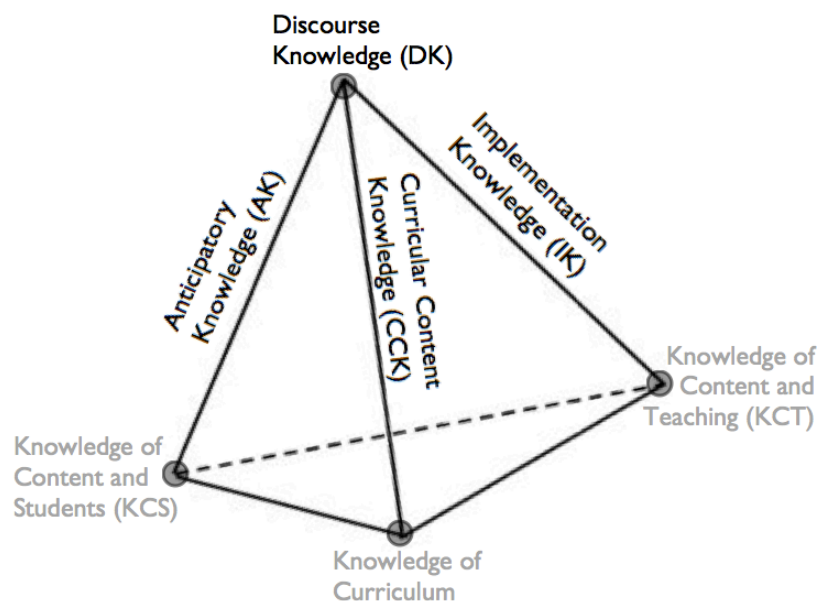 Discourse
Knowledge (DK)
Anticipatory
Knowledge (AK)
Curricular Content
Knowledge (CCK)
Implementation
Knowledge (IK)
Knowledge of
Content and
Teaching (KCT)
Knowledge of
Content and
Students (KCS)
Knowledge of
Curriculum